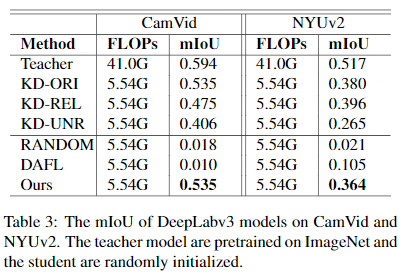 CamVid NYUv2
Method FLOPs mIoU FLOPs mIoU
Teacher 41.0G 0.594 41.0G 0.517
KD-ORI 5.54G 0.535 5.54G 0.380
KD-REL 5.54G 0.475 5.54G 0.396
KD-UNR 5.54G 0.406 5.54G 0.265
RANDOM 5.54G 0.018 5.54G 0.021
DAFL 5.54G 0.010 5.54G 0.105
Ours 5.54G 0.535 5.54G 0.364
Table 3: The mIoU of DeepLabv3 models on CamVid and
NYUv2. The teacher model are pretrained on ImageNet and
the student are randomly initialized.